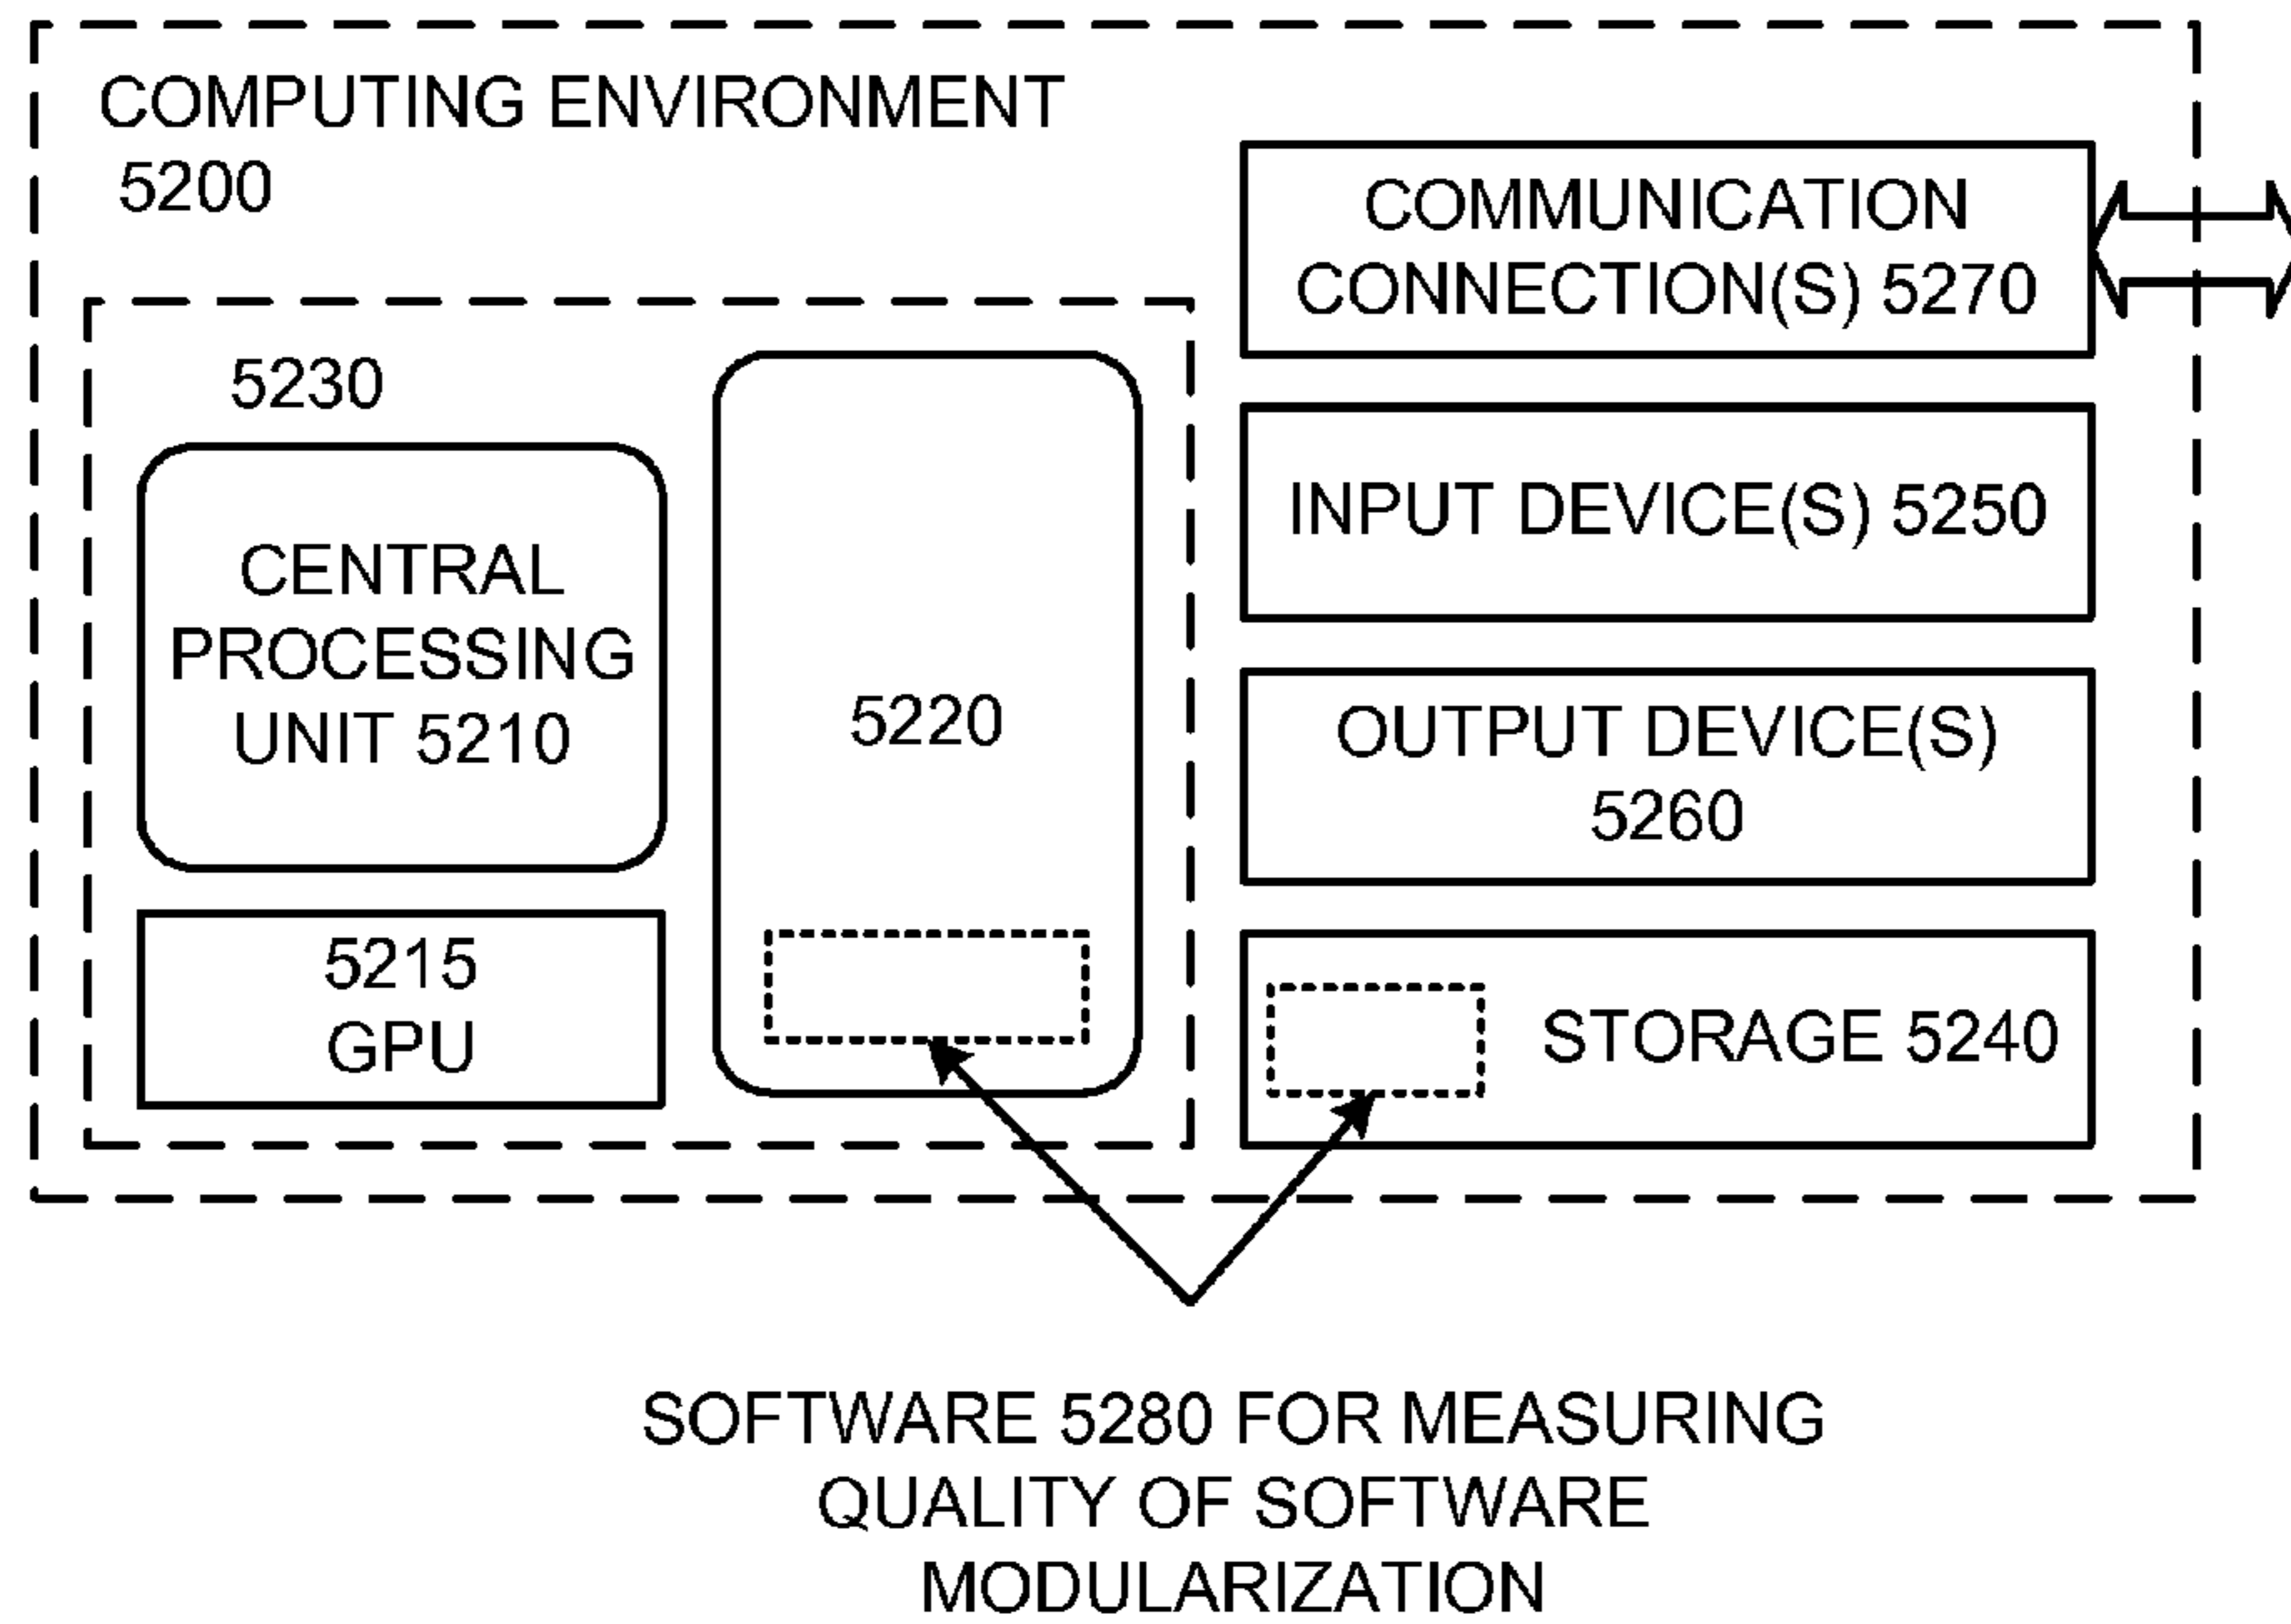 COMPUTING ENVIRONMENT
5200
5230
CENTRAL
PROCESSING
UNIT 5210
5215
GPU
5220
COMMUNICATION
CONNECTION(S) 5270
INPUT DEVICE(S) 5250
OUTPUT DEVICE(S)
5260
STORAGE 5240
SOFTWARE 5280 FOR MEASURING
QUALITY OF SOFTWARE
MODULARIZATION